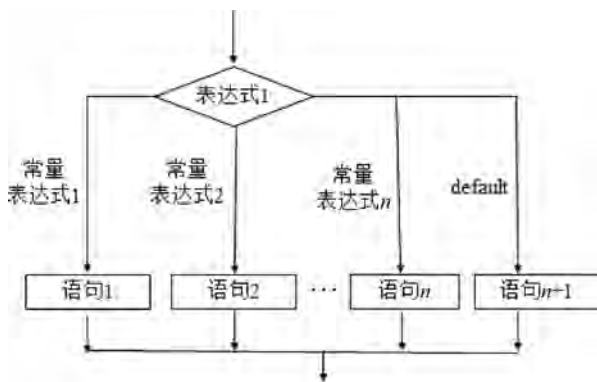 表达式1
常量
表达式1
常量
表达式2
常量
表达式n
default
语句1
语句2
···
语句n
语句n+1